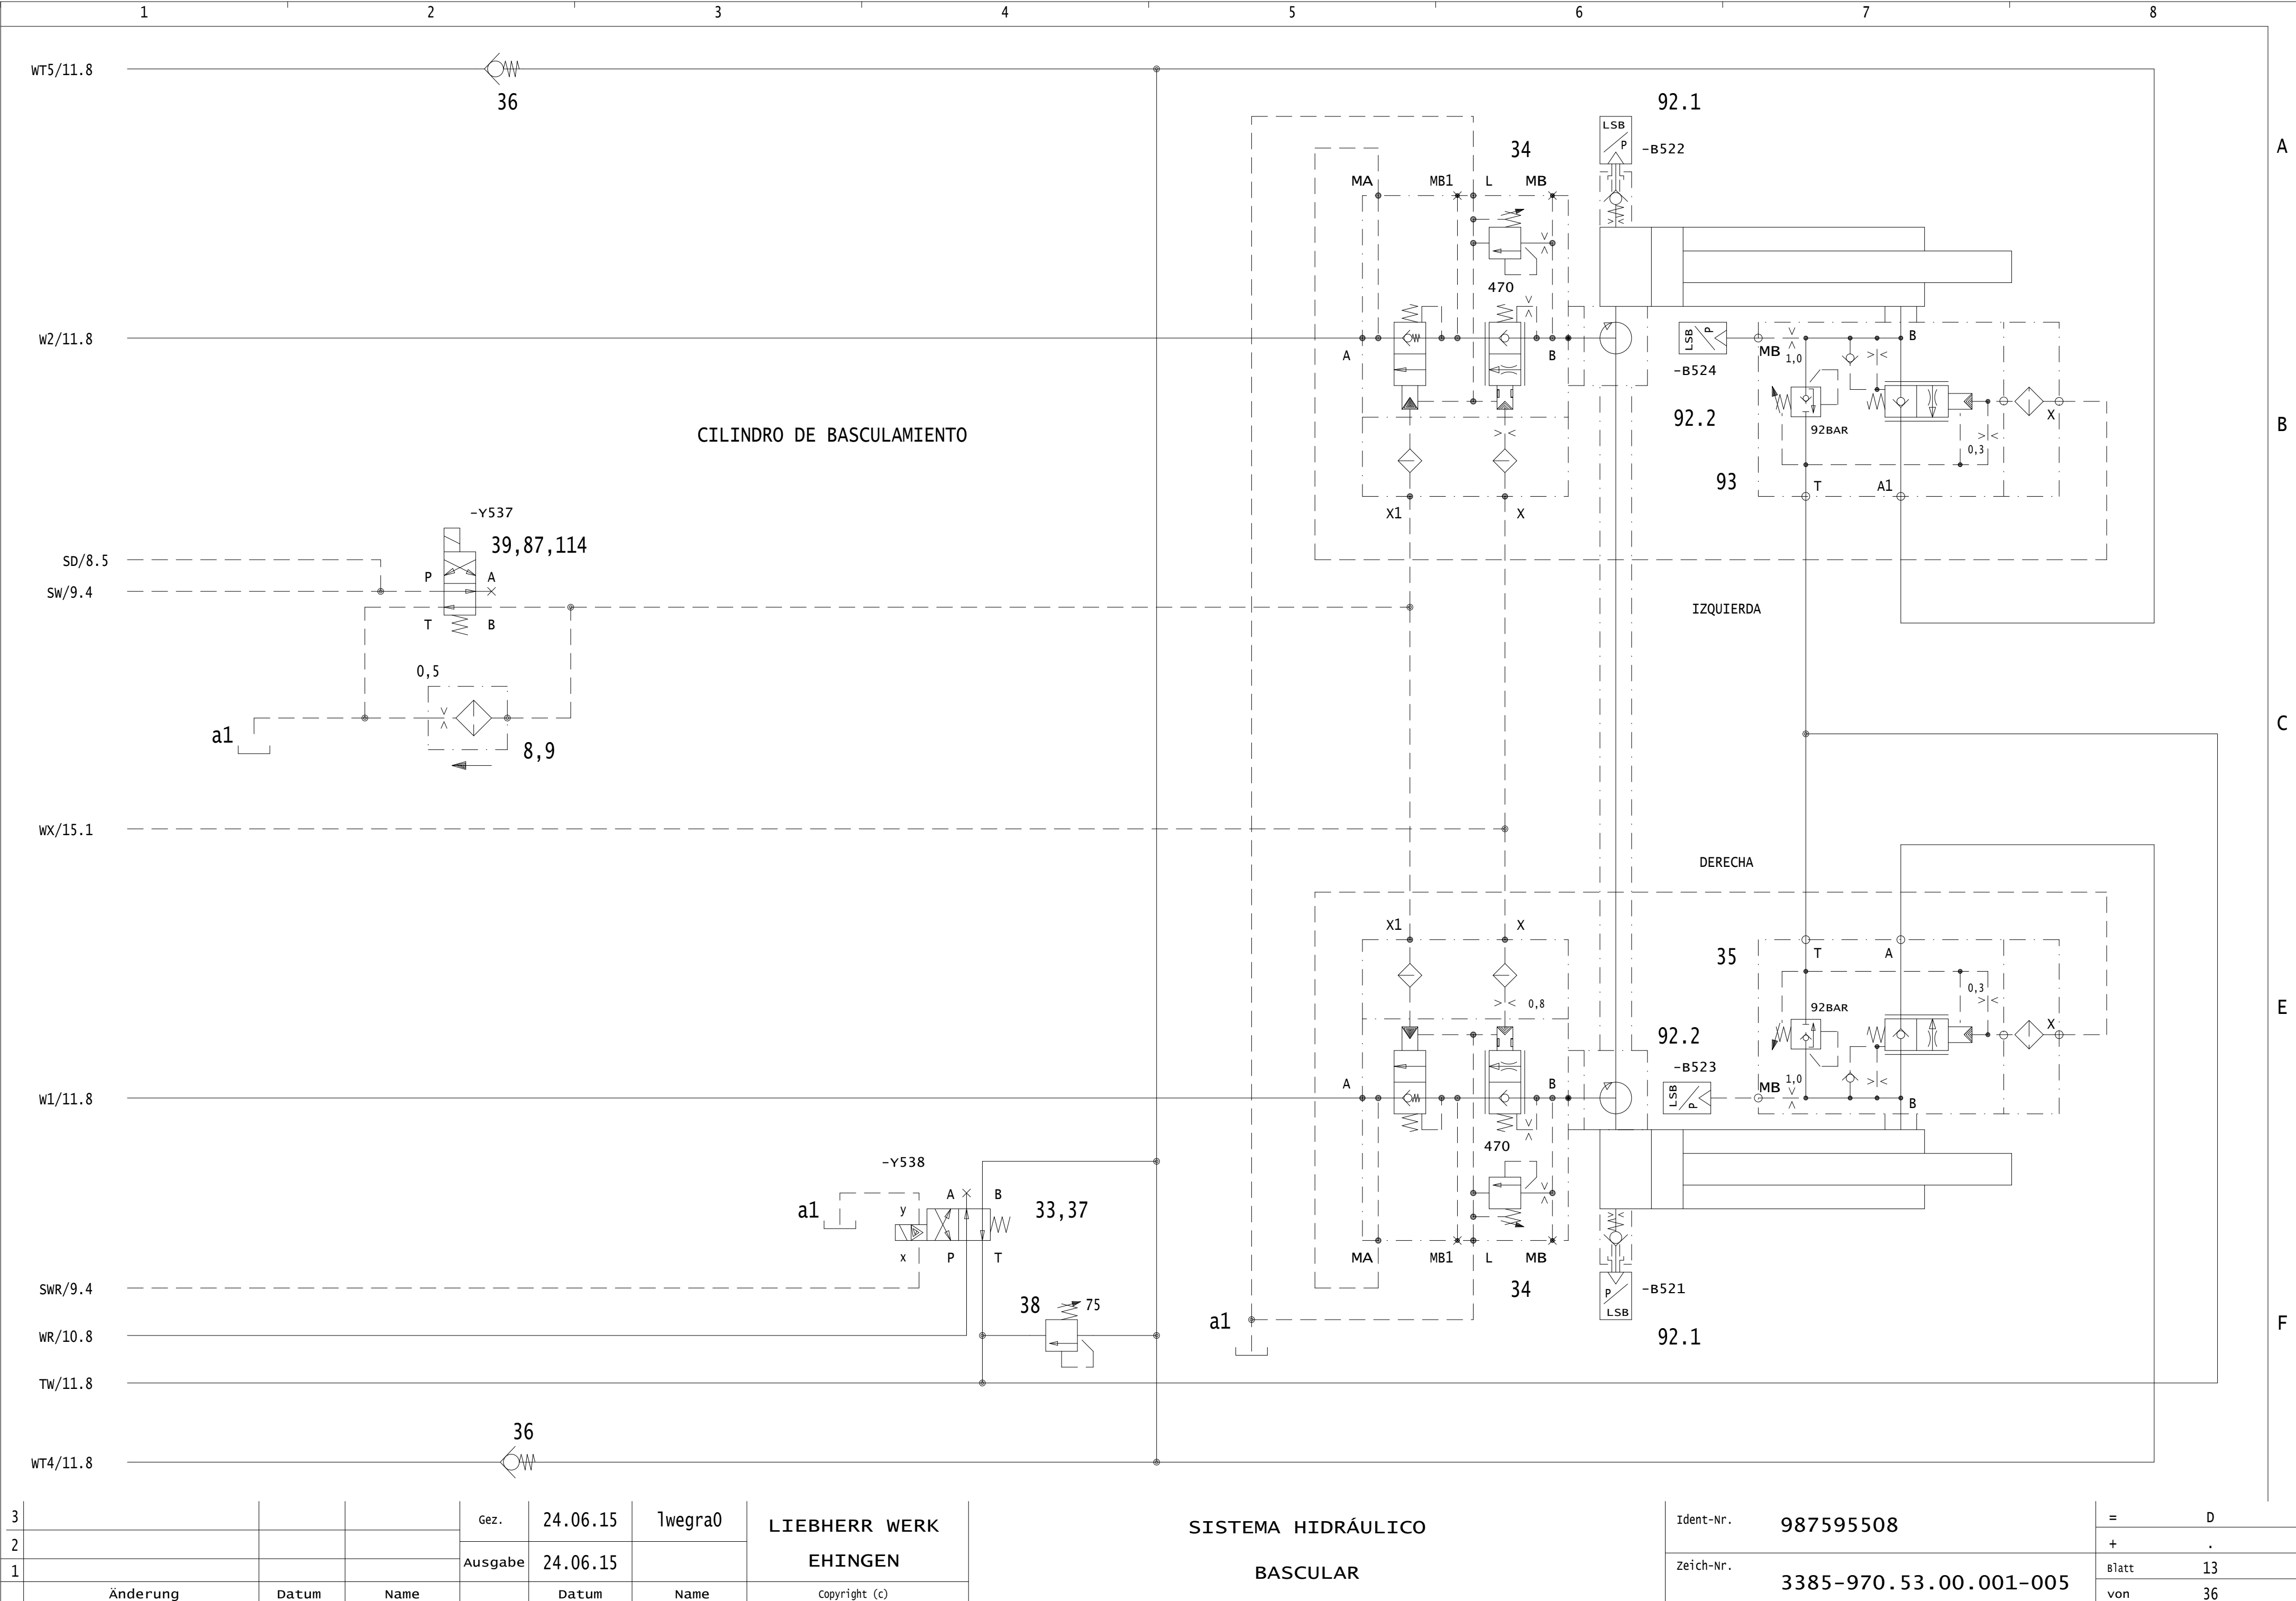 1 2 3 4 5 6 7 8
WT5/11.8
36
92.1
A
LSB
P
-B522
34
MA MB1 L MB
470
W2/11.8
A
B
LSB
P
-B524
MB
1,0
B
92.2
92BAR
X
0,3
B
CILINDRO DE BASCULAMIENTO
93
T
A1
X1
X
-Y537
39,87,114
SD/8.5
P A
SW/9.4
T B
IZQUIERDA
0,5
a1
8,9
C
WX/15.1
DERECHA
X1
X
35
T
A
0,3
0,8
92BAR
X
E
92.2
-B523
A
B
LSB
P
MB
1,0
B
W1/11.8
470
-Y538
A B
a1
y
33,37
x P T
MA MB1 L MB
34
P
LSB
-B521
92.1
SWR/9.4
38
75
a1
F
WR/10.8
TW/11.8
36
WT4/11.8
3
2
1
Änderung Datum Name
Gez. 24.06.15 lwegra0
Ausgabe 24.06.15
Datum Name
LIEBHERR WERK
EHINGEN
Copyright (c)
SISTEMA HIDRÁULICO
BASCULAR
Ident-Nr. 987595508
Zeich-Nr. 3385-970.53.00.001-005
= D
+ .
Blatt 13
von 36